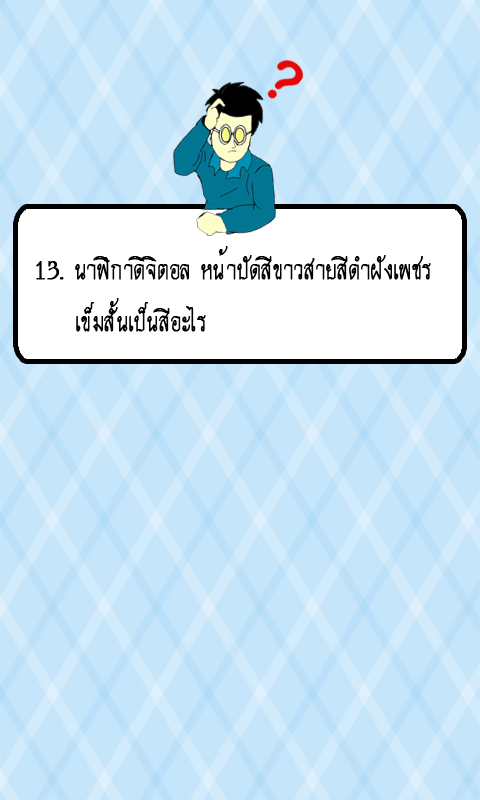 13. นาฬิกาดิจิตอล หน้าปัดสีขาวสายสีดำฝังเพชร
เข็มสั้นเป็นสีอะไร